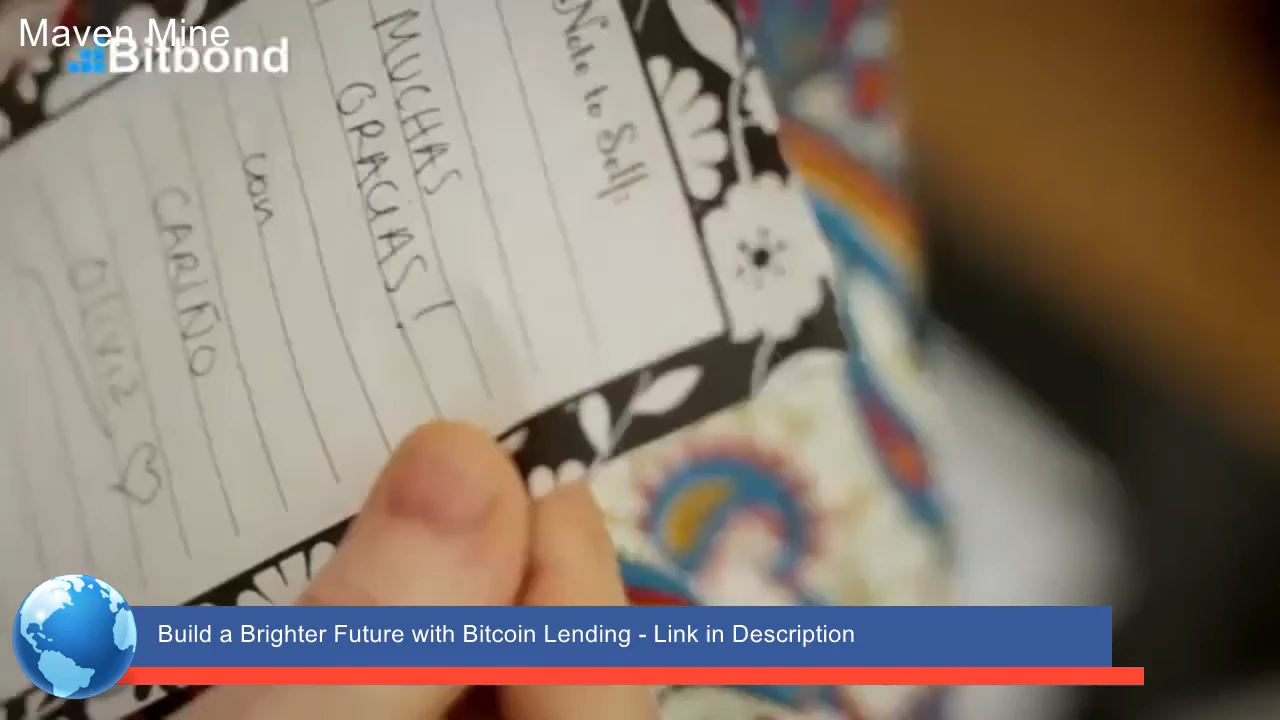 Maven Mine
Bitbond
Note to Self:
MUCHAS
GRACIAS!
con
CARIÑO
Olivia
Build a Brighter Future with Bitcoin Lending - Link in Description